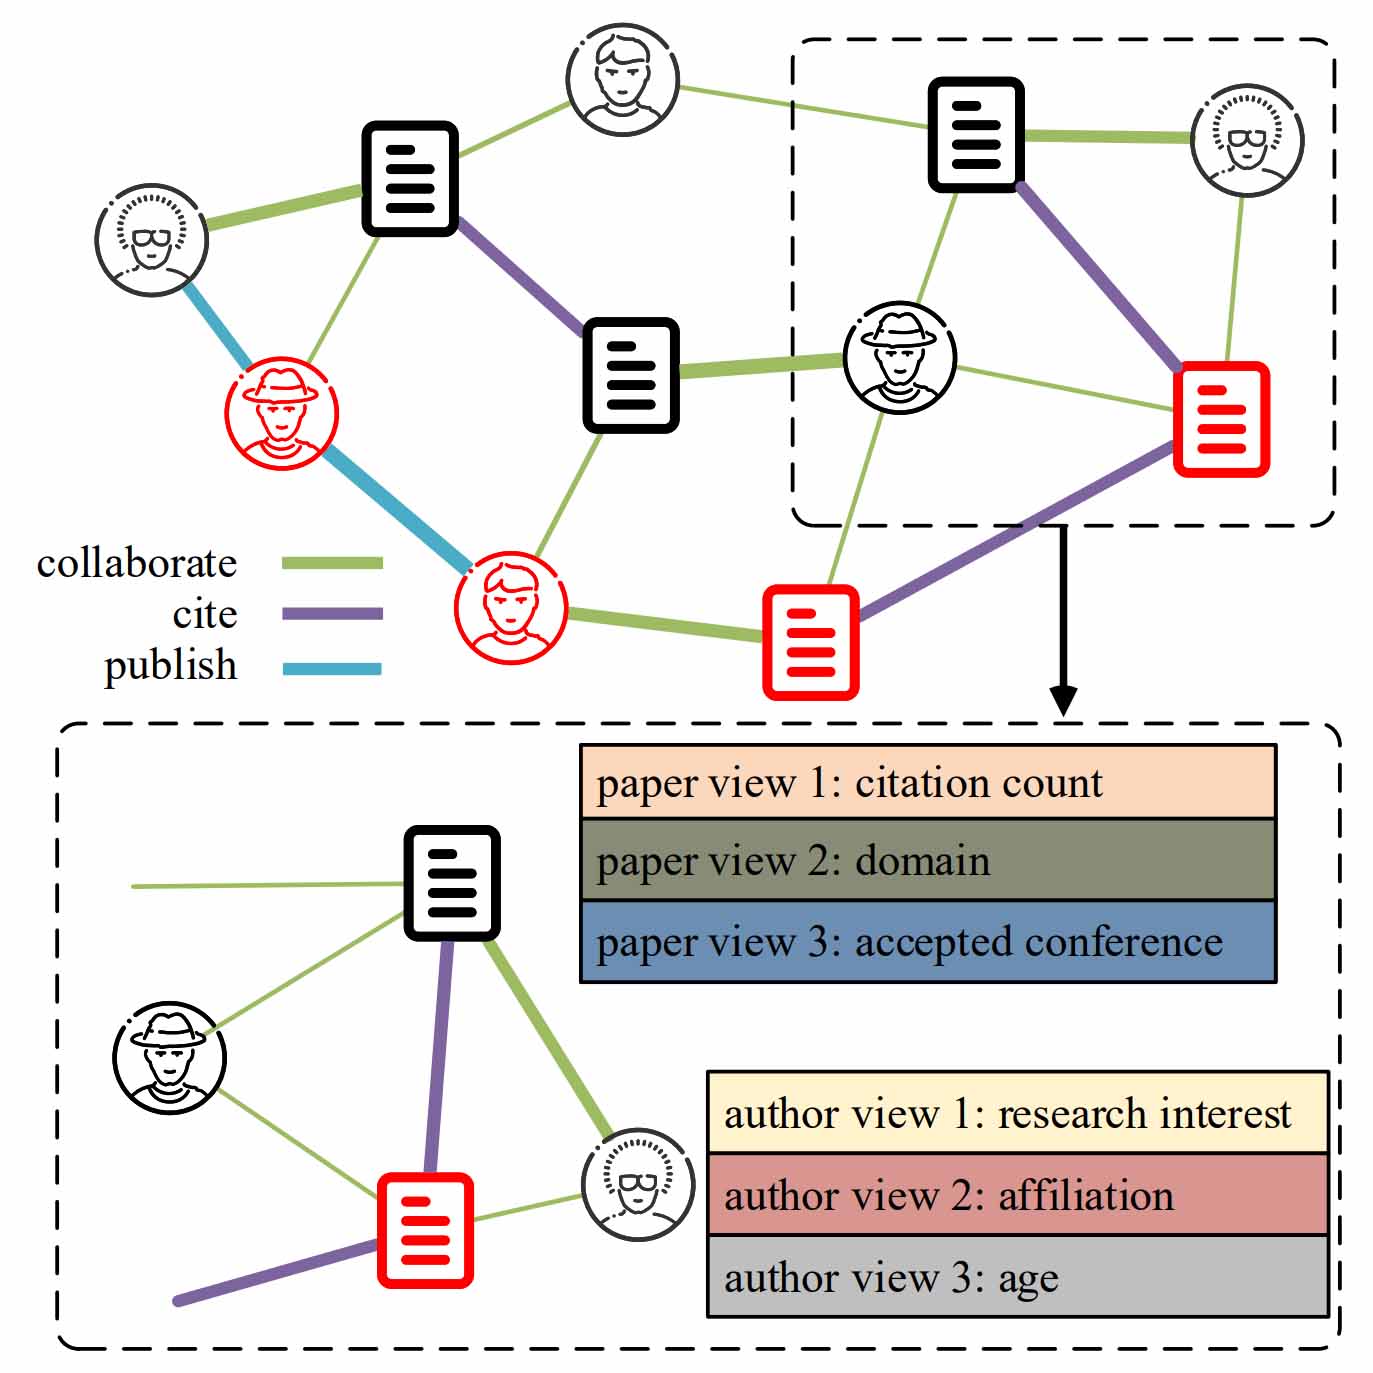 collaborate
cite
publish
paper view 1: citation count
paper view 2: domain
paper view 3: accepted conference
author view 1: research interest
author view 2: affiliation
author view 3: age